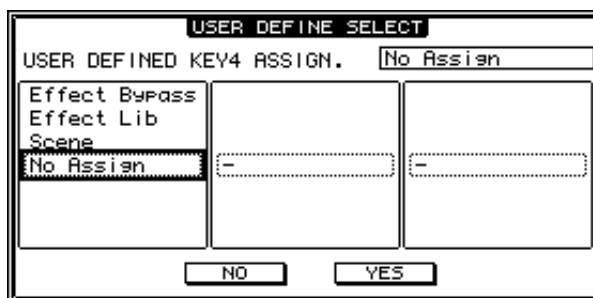 USER DEFINE SELECT
USER DEFINED KEY4 ASSIGN. No Assign
Effect Bypass
Effect Lib
Scene
No Assign - -
NO YES